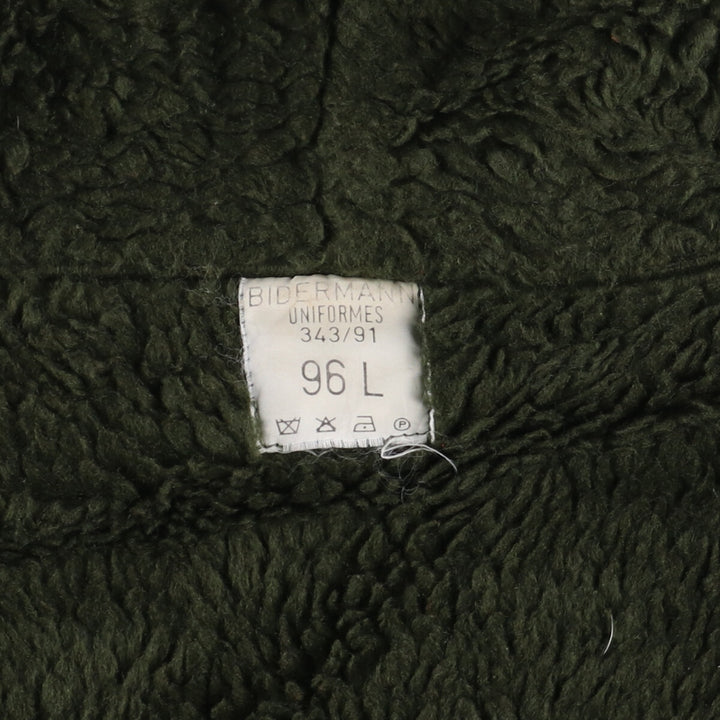 BIDERMANN
UNIFORMES
343/91
96 L
P